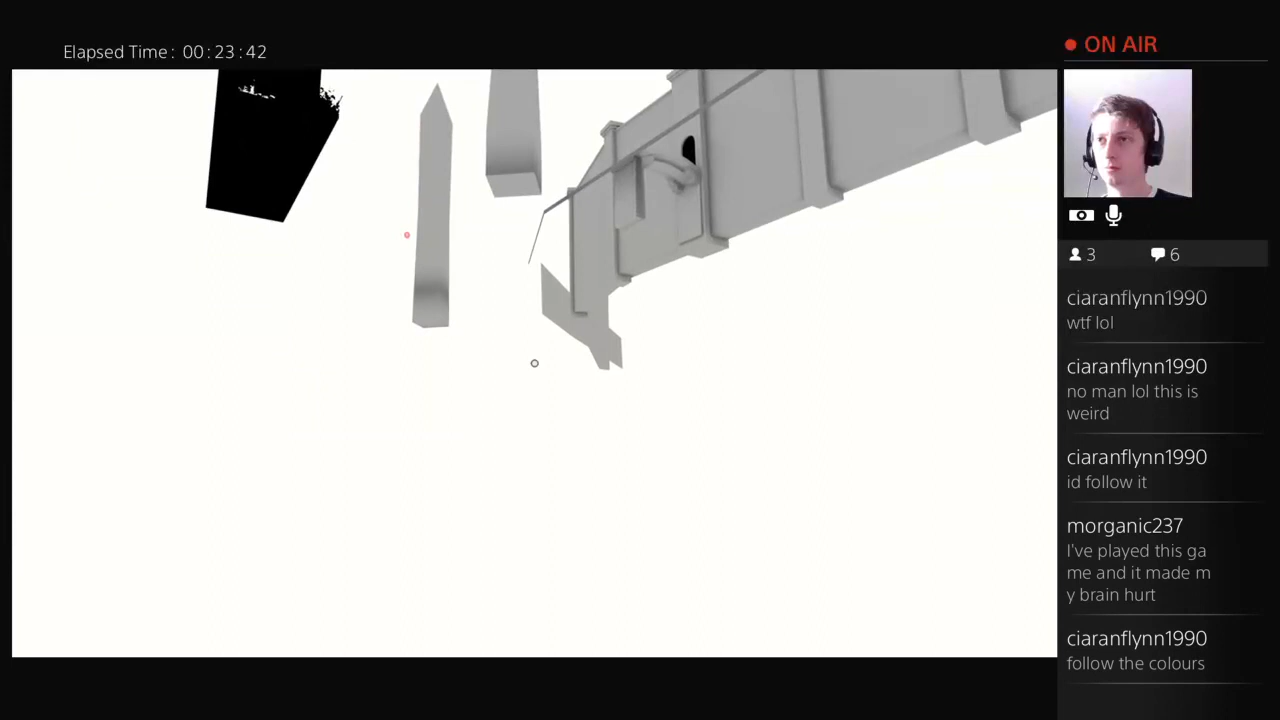 Elapsed Time: 00:23:42
ON AIR
3
6
ciaranflynn1990
wtf lol
ciaranflynn1990
no man lol this is
weird
ciaranflynn1990
id follow it
morganic237
I've played this ga
me and it made m
y brain hurt
ciaranflynn1990
follow the colours